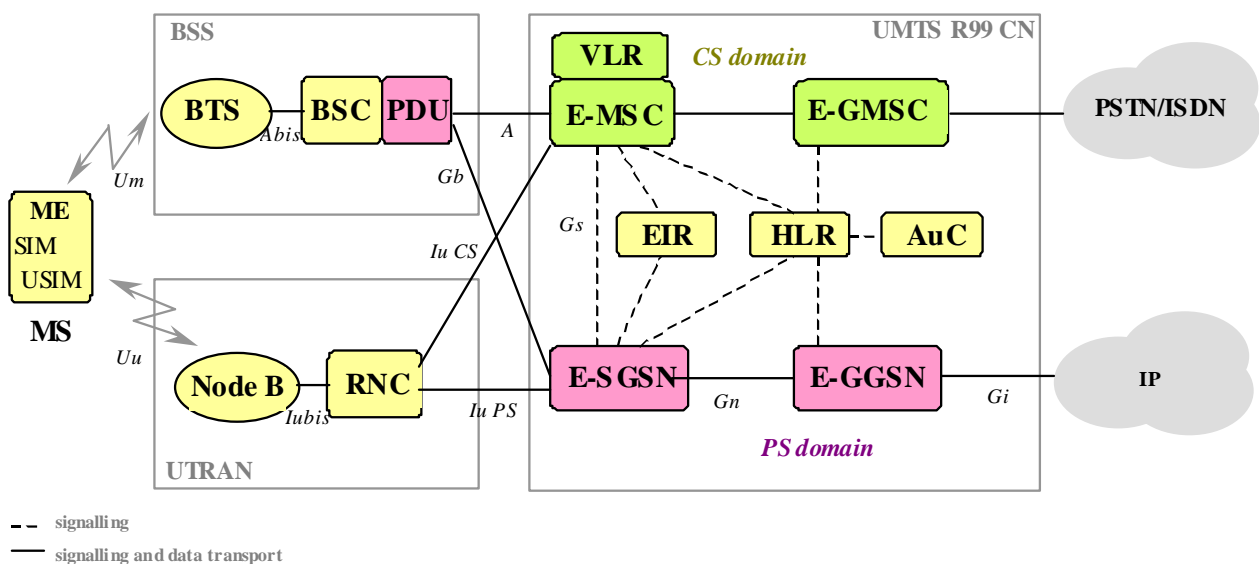 BSS
UMTS R99 CN
VLR
CS domain
BTS
BSC
PDU
E-MSC
E-GMSC
PSTN/ISDN
Abis
A
Um
Gb
ME
SIM
USIM
MS
Gs
EIR
HLR
AuC
Iu CS
Uu
Node B
RNC
E-SGSN
E-GGSN
IP
Iubis
Iu PS
Gn
Gi
PS domain
UTRAN
signalling
signalling and data transport